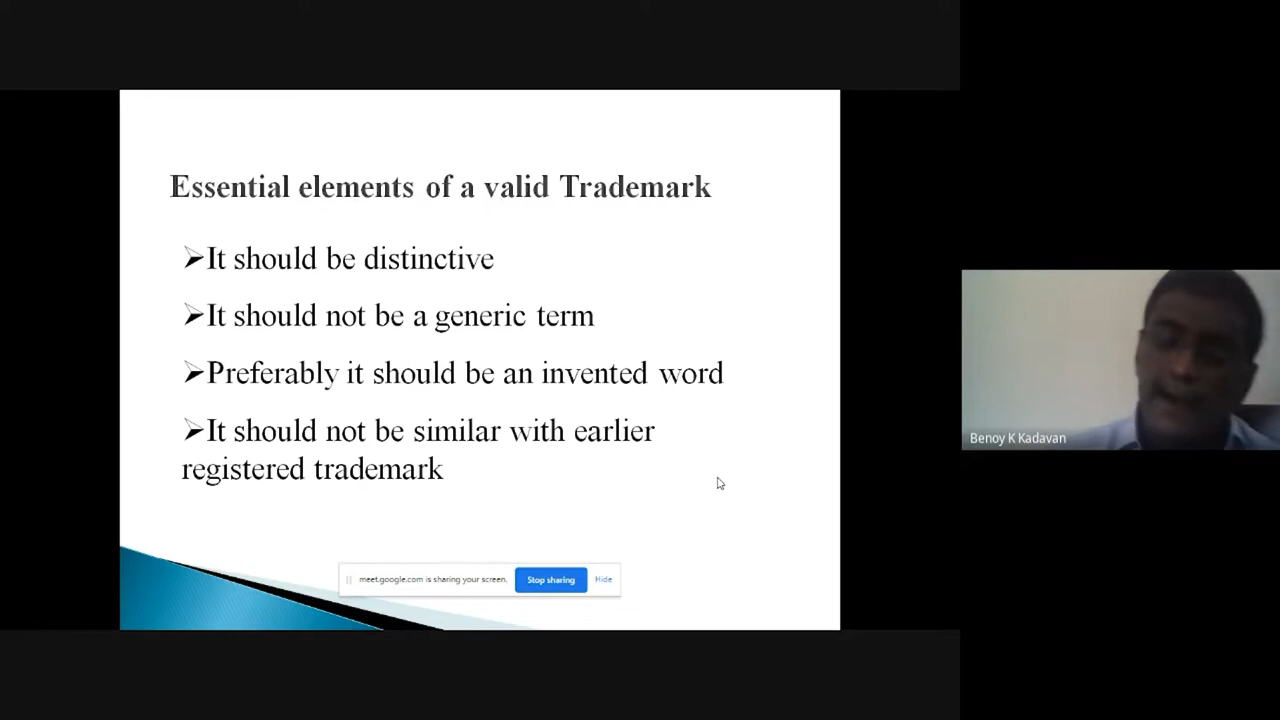 Essential elements of a valid Trademark
➢It should be distinctive
➢It should not be a generic term
➢Preferably it should be an invented word
➢It should not be similar with earlier
registered trademark
meet.google.com is sharing your screen. Stop sharing Hide
Benoy K Kadavan